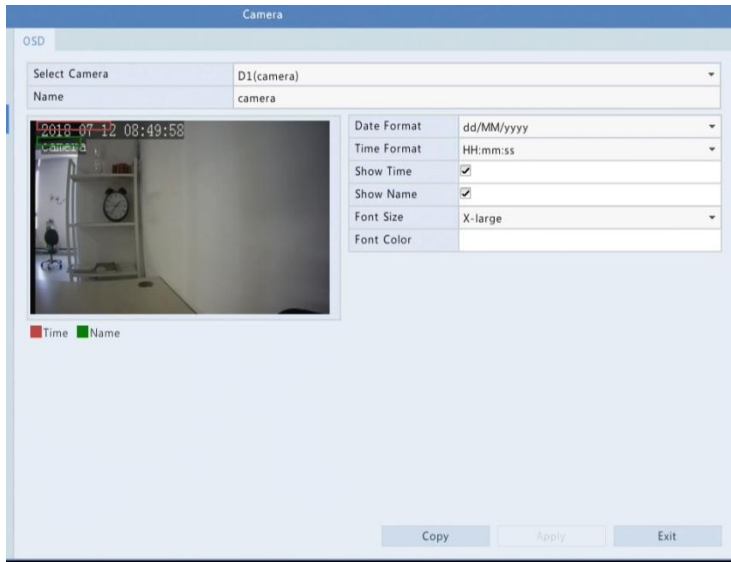 Camera
OSD
Select Camera D1(camera)
Name camera
2018 07 12 08:49:58
camera
Date Format dd/MM/yyyy
Time Format HH:mm:ss
Show Time
Show Name
Font Size X-large
Font Color
Time Name
Copy Apply Exit